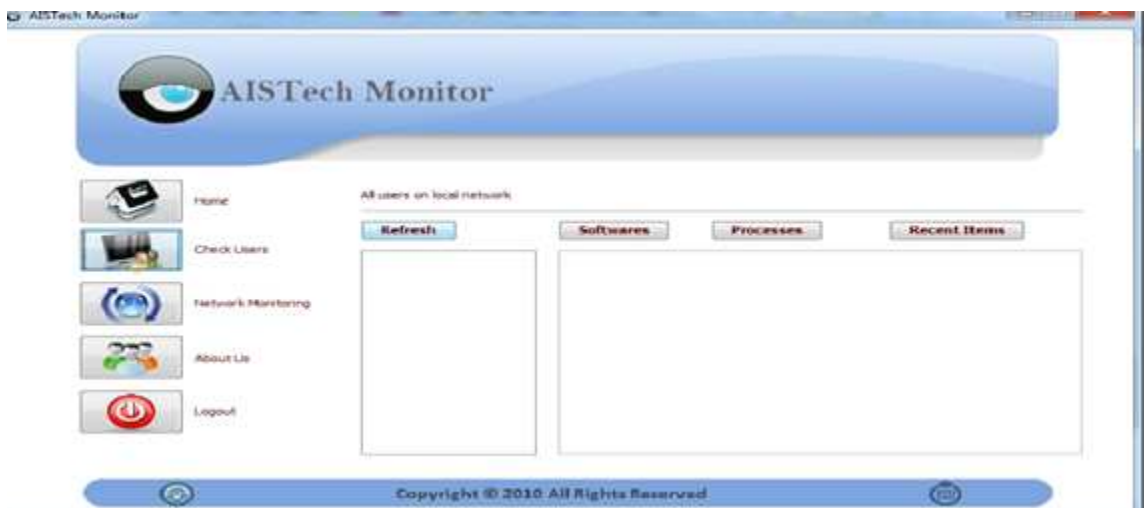 AISTech Monitor
AISTech Monitor
Home
All users on local network
Refresh
Softwares
Processes
Recent Items
Check Users
Network Monitoring
About Us
Logout
Copyright © 2010 All Rights Reserved